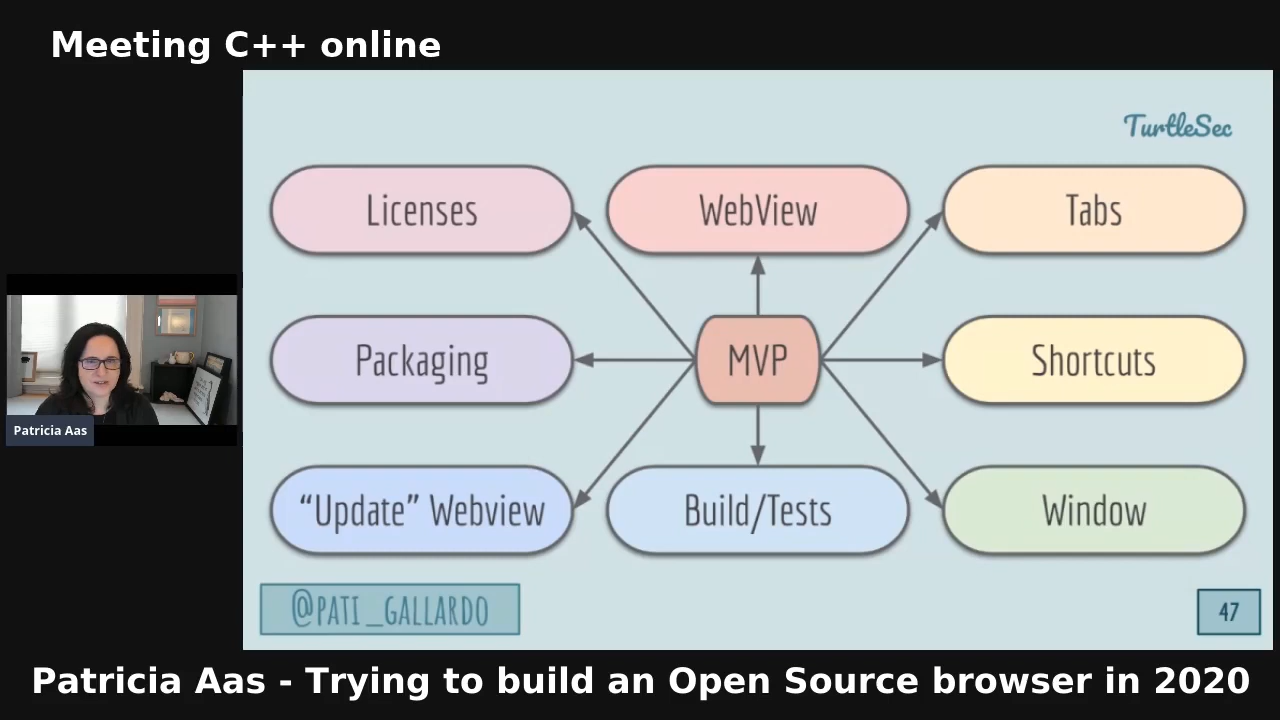 Meeting C++ online
TurtleSec
Licenses
WebView
Tabs
Packaging
MVP
Shortcuts
“Update” Webview
Build/Tests
Window
@PATI_GALLARDO
47
Patricia Aas
Patricia Aas - Trying to build an Open Source browser in 2020